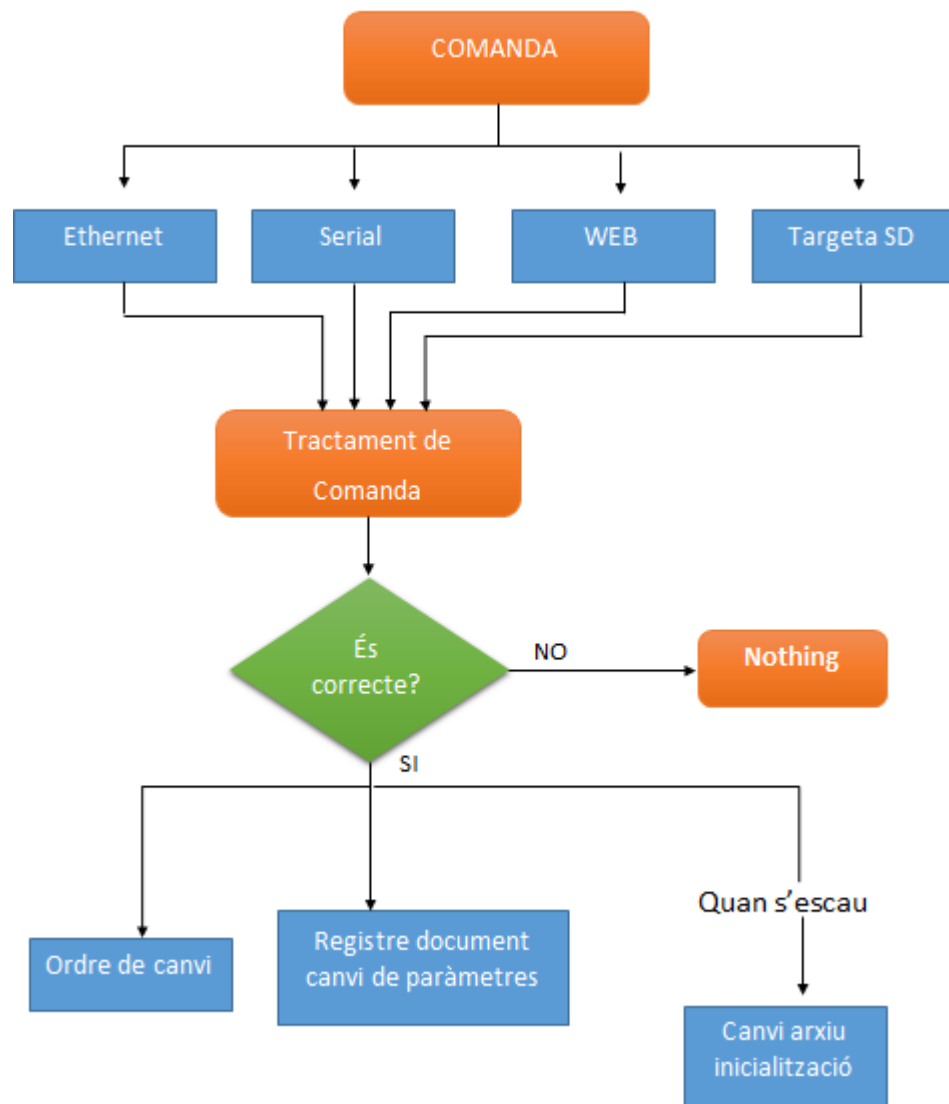 COMANDA
Ethernet
Serial
WEB
Targeta SD
Tractament de
Comanda
És
correcte?
NO
Nothing
SI
Quan s’escau
Ordre de canvi
Registre document
canvi de paràmetres
Canvi arxiu
inicialització